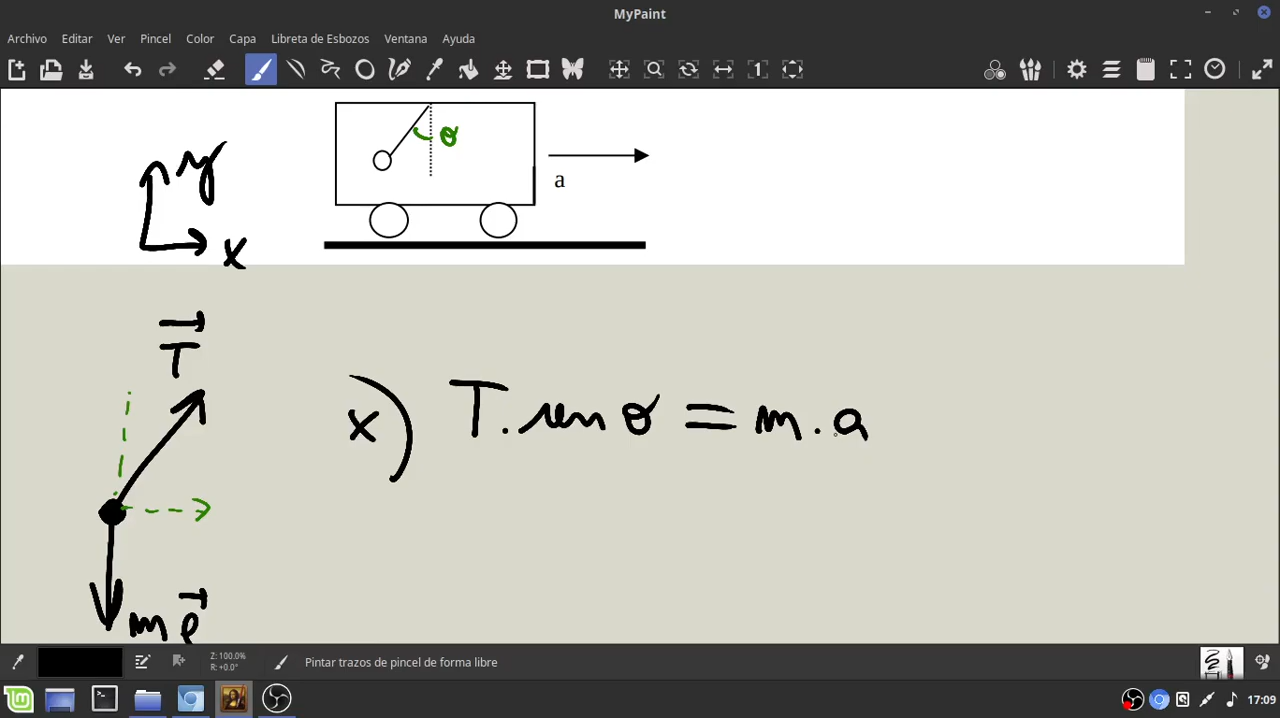 MyPaint
Archivo Editar Ver Pincel Color Capa Libreta de Esbozos Ventana Ayuda
θ
a
y
x
T
x) T. sen θ = m . a
m g
Z: 100.0%
R: +0.0°
Pintar trazos de pincel de forma libre
17:09